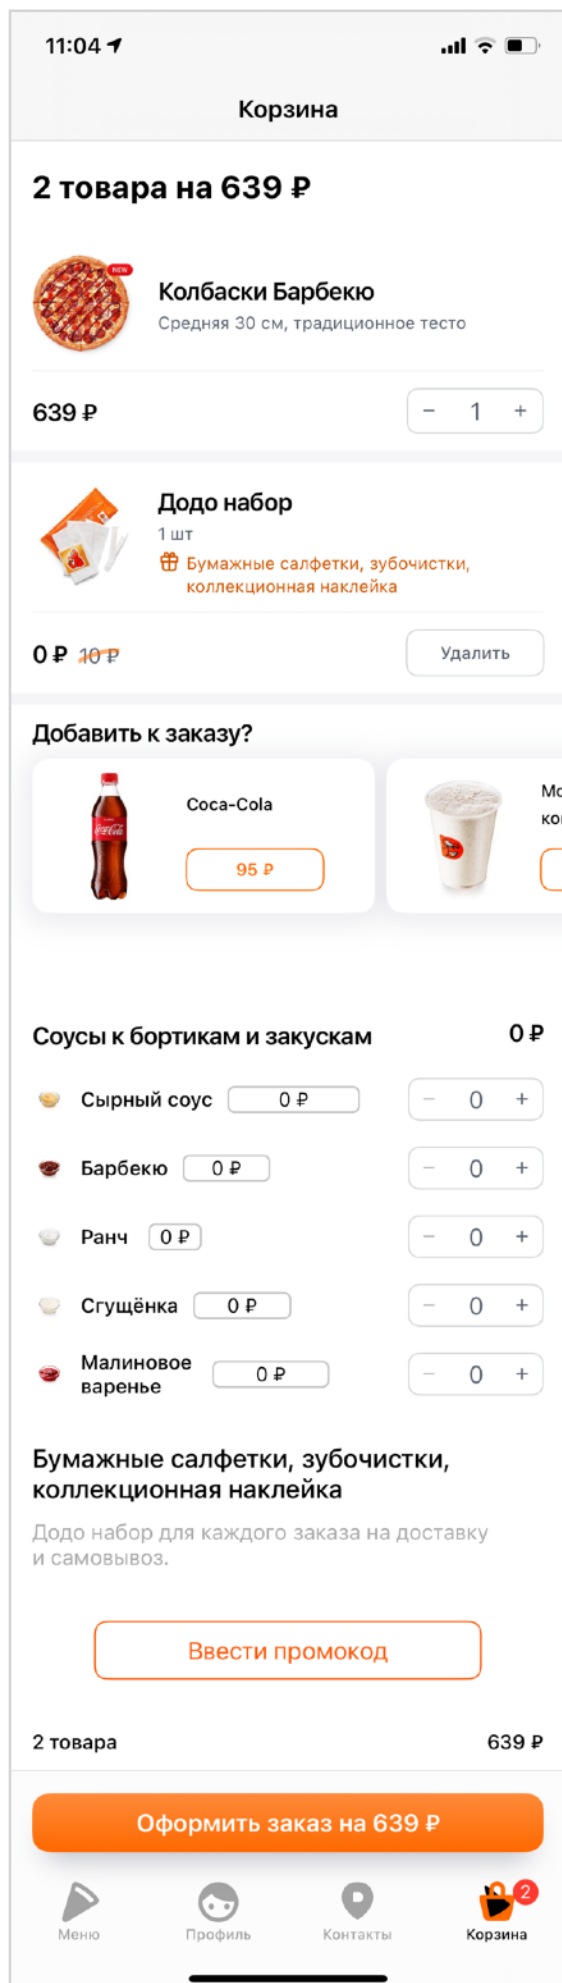 11:04
Корзина
2 товара на 639 ₽
NEW
Колбаски Барбекю
Средняя 30 см, традиционное тесто
639 ₽
− 1 +
Додо набор
1 шт
Бумажные салфетки, зубочистки,
коллекционная наклейка
0 ₽ 10 ₽
Удалить
Добавить к заказу?
Coca-Cola
95 ₽
Соусы к бортикам и закускам 0 ₽
Сырный соус 0 ₽ − 0 +
Барбекю 0 ₽ − 0 +
Ранч 0 ₽ − 0 +
Сгущёнка 0 ₽ − 0 +
Малиновое
варенье 0 ₽ − 0 +
Бумажные салфетки, зубочистки,
коллекционная наклейка
Додо набор для каждого заказа на доставку
и самовывоз.
Ввести промокод
2 товара 639 ₽
Оформить заказ на 639 ₽
2
Меню Профиль Контакты Корзина